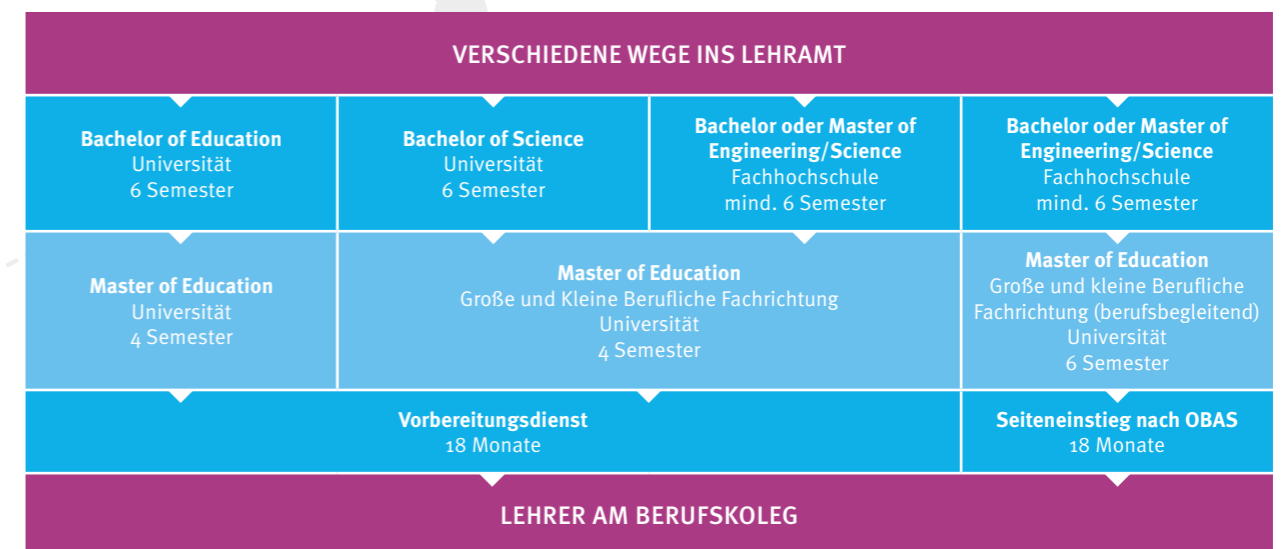 VERSCHIEDENE WEGE INS LEHRAMT
Bachelor of Education
Universität
6 Semester
Bachelor of Science
Universität
6 Semester
Bachelor oder Master of
Engineering/Science
Fachhochschule
mind. 6 Semester
Bachelor oder Master of
Engineering/Science
Fachhochschule
mind. 6 Semester
Master of Education
Universität
4 Semester
Master of Education
Große und Kleine Berufliche Fachrichtung
Universität
4 Semester
Master of Education
Große und kleine Berufliche
Fachrichtung (berufsbegleitend)
Universität
6 Semester
Vorbereitungsdienst
18 Monate
Seiteneinstieg nach OBAS
18 Monate
LEHRER AM BERUFSKOLEG